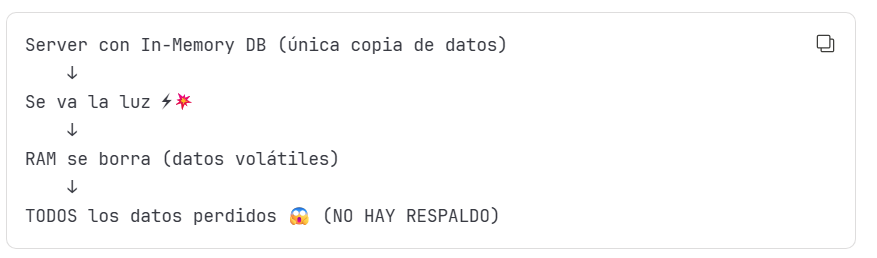 Server con In-Memory DB (única copia de datos)
↓
Se va la luz ⚡💥
↓
RAM se borra (datos volátiles)
↓
TODOS los datos perdidos 😱 (NO HAY RESPALDO)